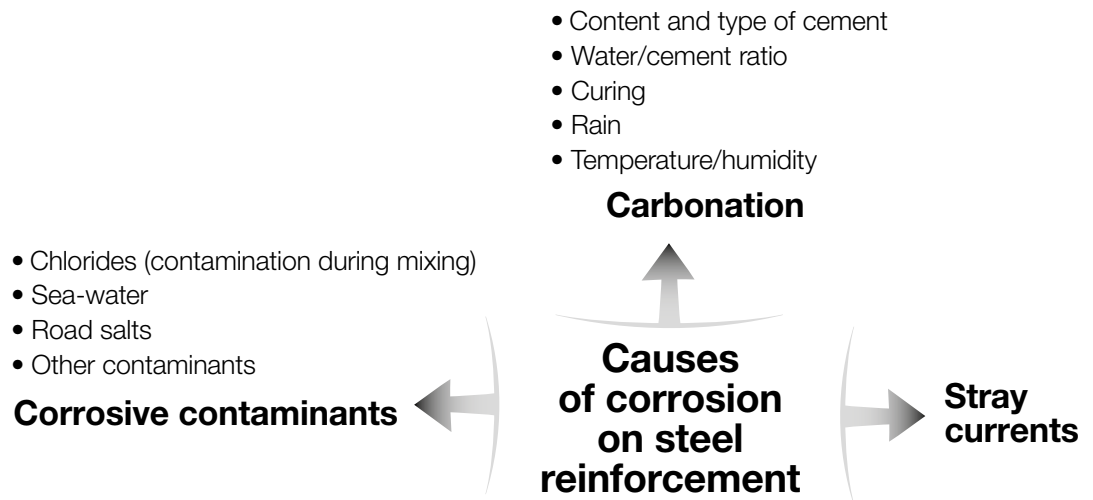 • Content and type of cement
• Water/cement ratio
• Curing
• Rain
• Temperature/humidity
Carbonation
• Chlorides (contamination during mixing)
• Sea-water
• Road salts
• Other contaminants
Corrosive contaminants
Causes
of corrosion
on steel
reinforcement
Stray
currents